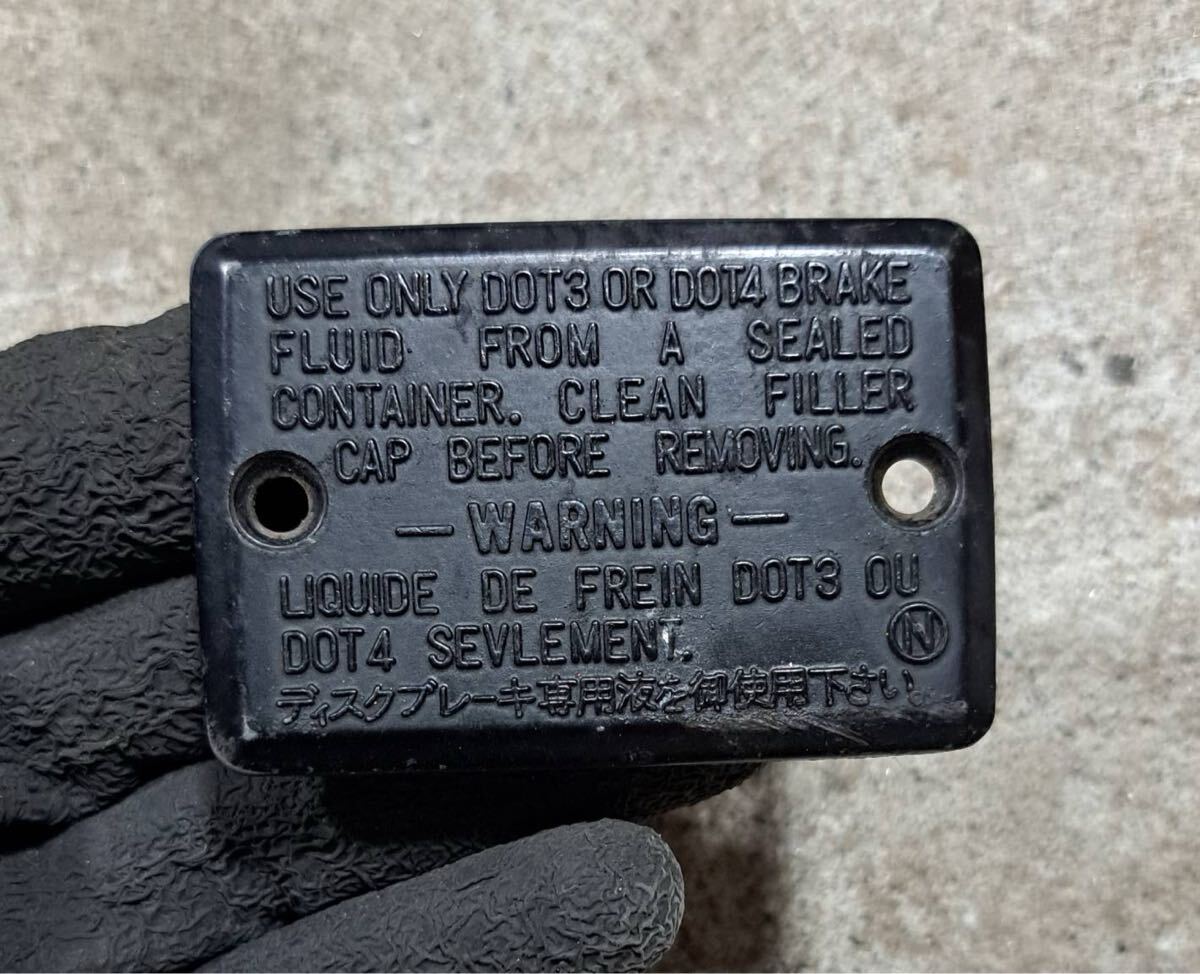 USE ONLY DOT3 OR DOT4 BRAKE
FLUID FROM A SEALED
CONTAINER. CLEAN FILLER
CAP BEFORE REMOVING.
— WARNING —
LIQUIDE DE FREIN DOT3 OU
DOT4 SEVLEMENT.
N
ディスクブレーキ専用液を御使用下さい。